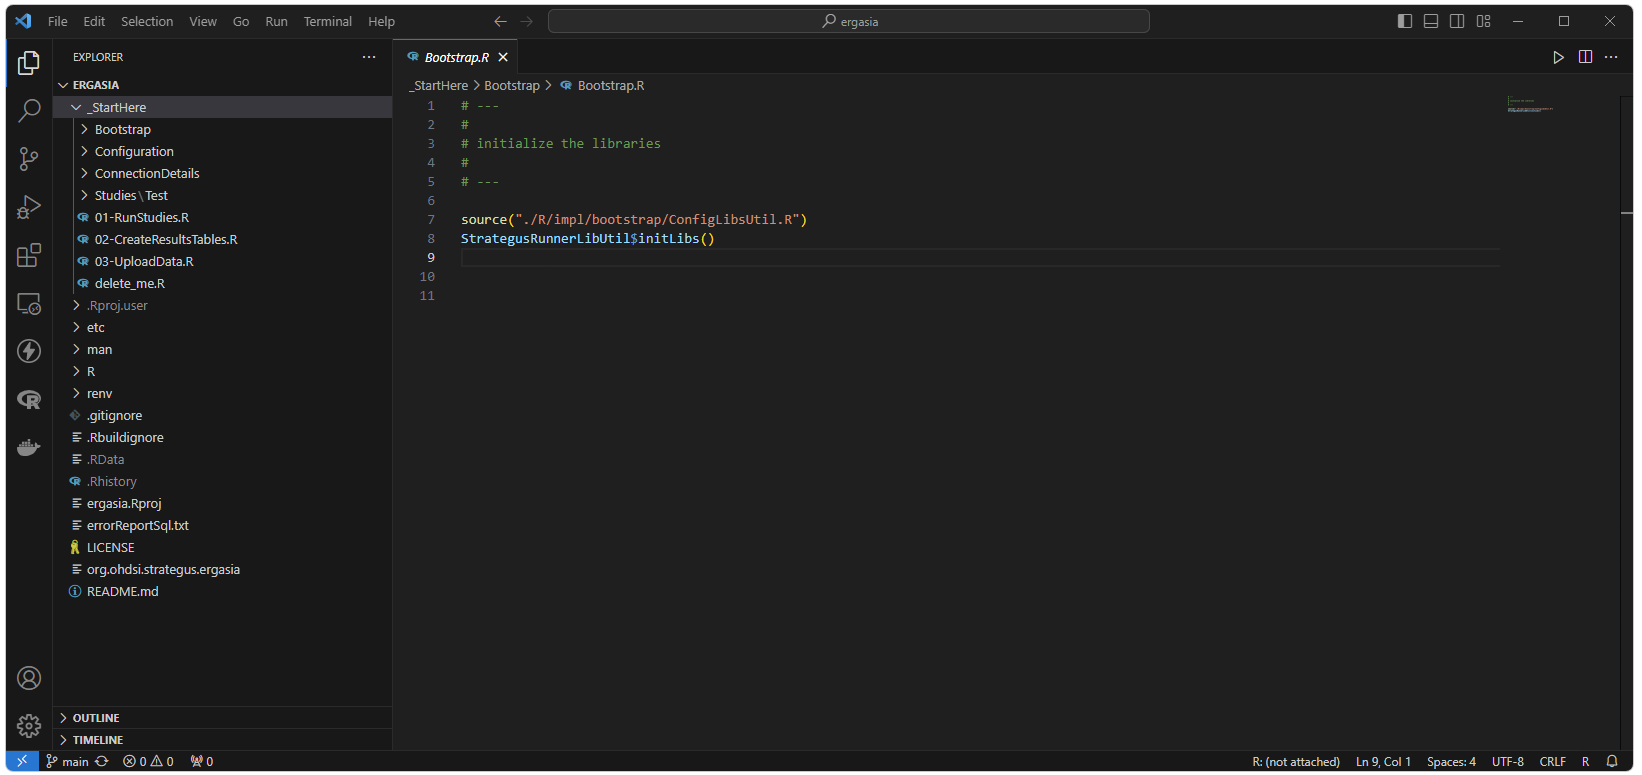 File Edit Selection View Go Run Terminal Help
ergasia
EXPLORER
ERGASIA
_StartHere
Bootstrap
Configuration
ConnectionDetails
Studies\Test
01-RunStudies.R
02-CreateResultsTables.R
03-UploadData.R
delete_me.R
.Rproj.user
etc
man
R
renv
.gitignore
.Rbuildignore
.RData
.Rhistory
ergasia.Rproj
errorReportSql.txt
LICENSE
org.ohdsi.strategus.ergasia
README.md
OUTLINE
TIMELINE
Bootstrap.R
_StartHere > Bootstrap > Bootstrap.R
1 # ---
2 #
3 # initialize the libraries
4 #
5 # ---
6
7 source("./R/impl/bootstrap/ConfigLibsUtil.R")
8 StrategusRunnerLibUtil$initLibs()
9
10
11
main 0 0 0 R: (not attached) Ln 9, Col 1 Spaces: 4 UTF-8 CRLF R